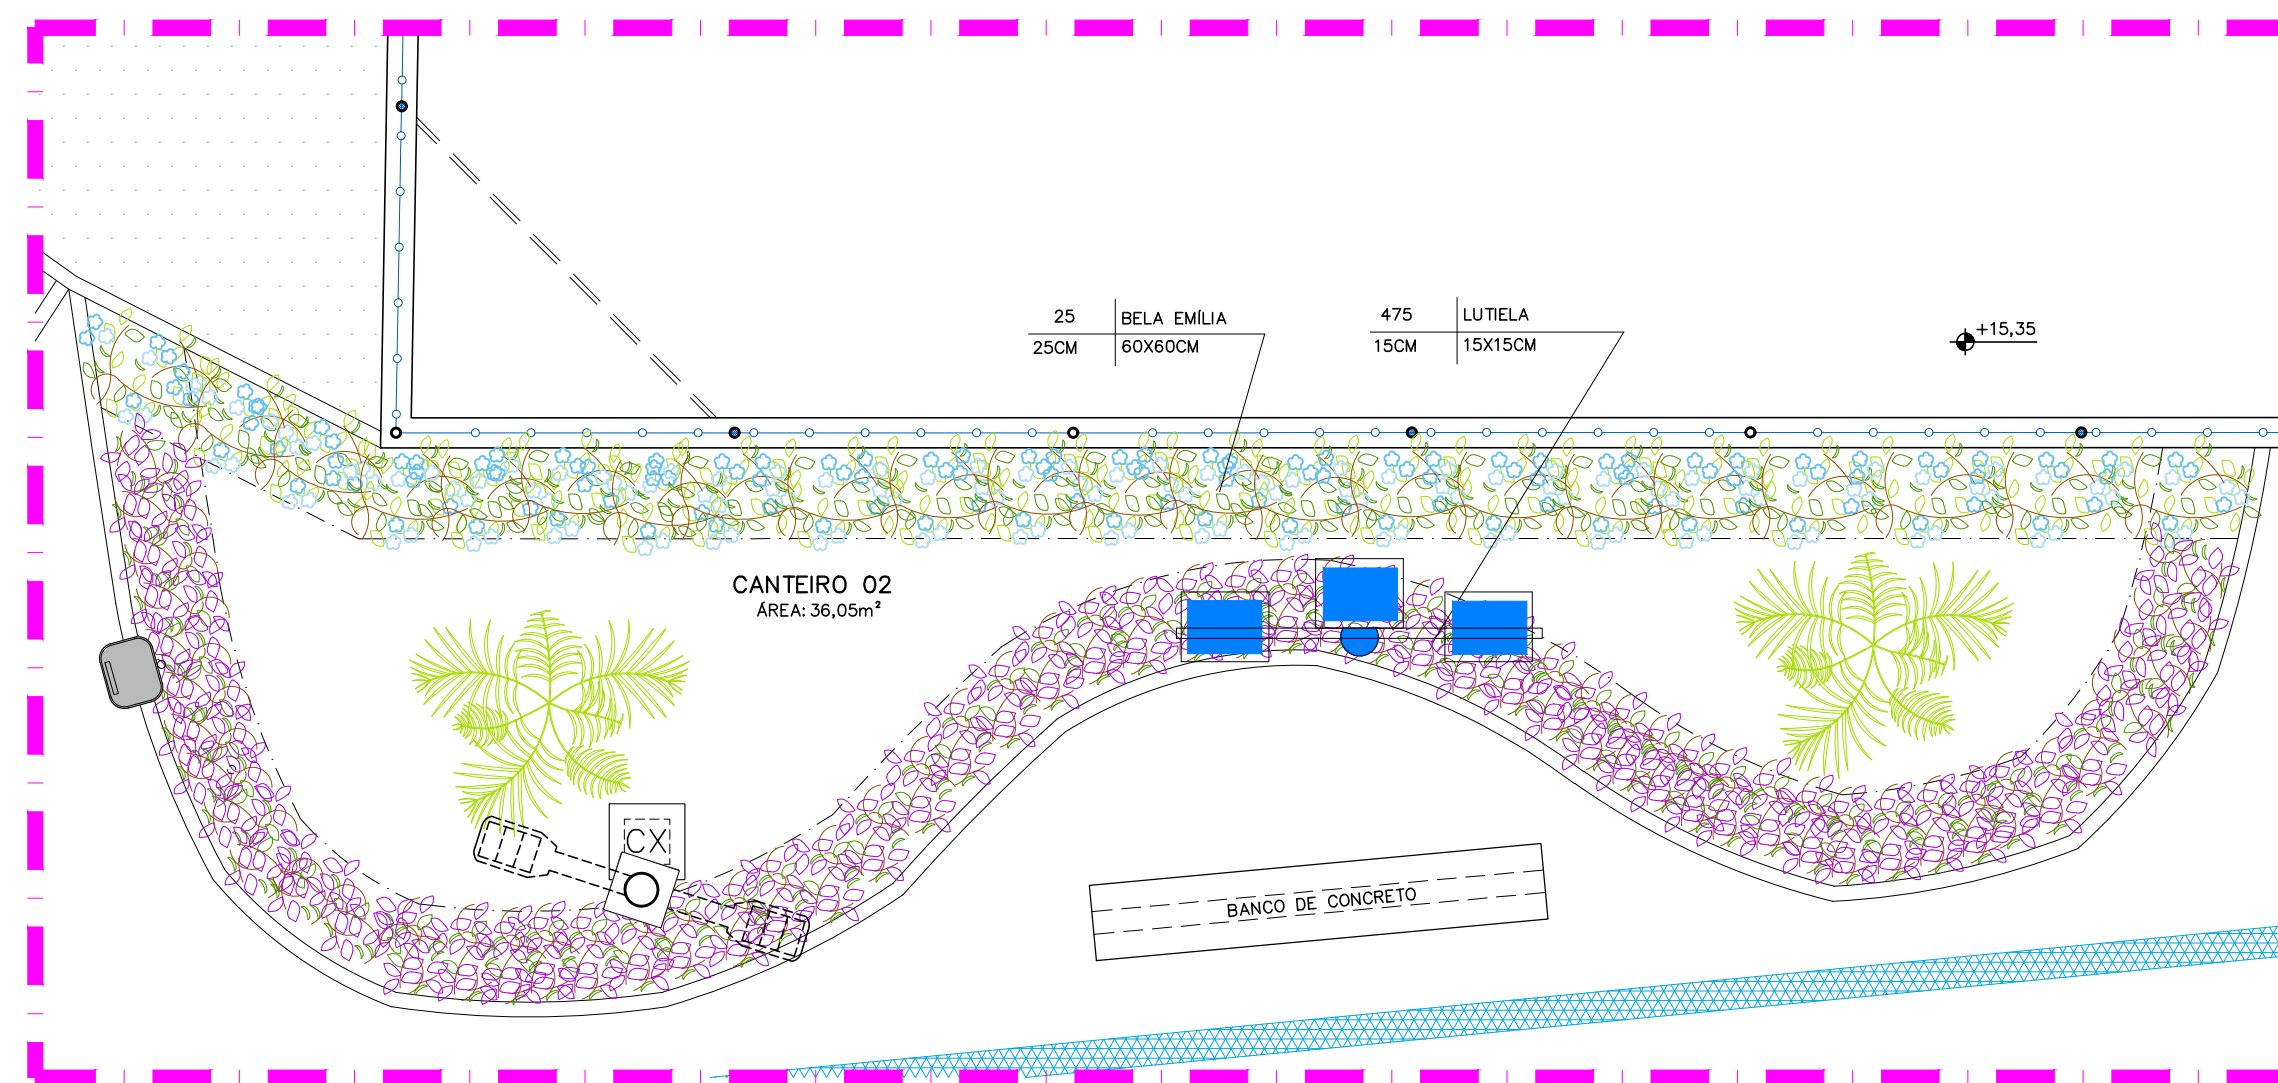 25 BELA EMÍLIA
25CM 60X60CM
475 LUTIELA
15CM 15X15CM
+15,35
CANTEIRO 02
ÁREA: 36,05m²
CX
BANCO DE CONCRETO